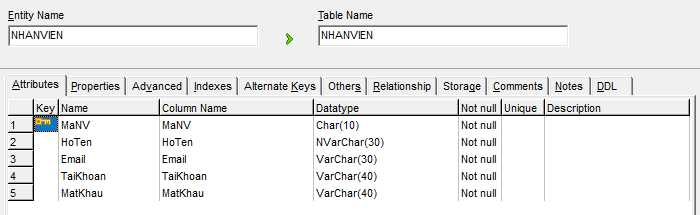 Entity Name Table Name
NHANVIEN NHANVIEN
Attributes Properties Advanced Indexes Alternate Keys Others Relationship Storage Comments Notes DDL
Key Name Column Name Datatype Not null Unique Description
1 MaNV MaNV Char(10) Not null
2 HoTen HoTen NVarChar(30) Not null
3 Email Email VarChar(30) Not null
4 TaiKhoan TaiKhoan VarChar(40) Not null
5 MatKhau MatKhau VarChar(40) Not null